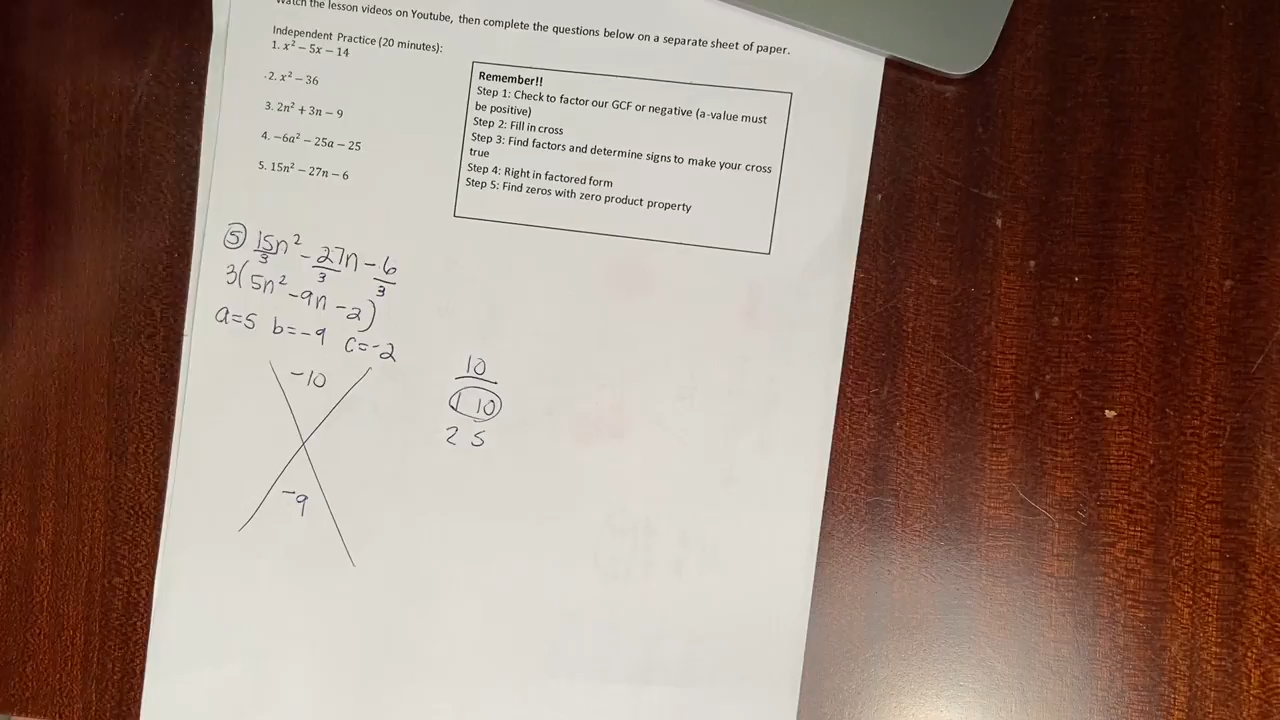 Watch the lesson videos on Youtube, then complete the questions below on a separate sheet of paper.
Independent Practice (20 minutes):
1. x² − 5x − 14
2. x² − 36
3. 2n² + 3n − 9
4. −6a² − 25a − 25
5. 15n² − 27n − 6
Remember!!
Step 1: Check to factor our GCF or negative (a-value must
be positive)
Step 2: Fill in cross
Step 3: Find factors and determine signs to make your cross
true
Step 4: Right in factored form
Step 5: Find zeros with zero product property
⑤ 15n² − 27n − 6
3 3 3
3(5n² − 9n − 2)
a=5 b=−9 c=−2
−10
−9
10
1 10
2 5